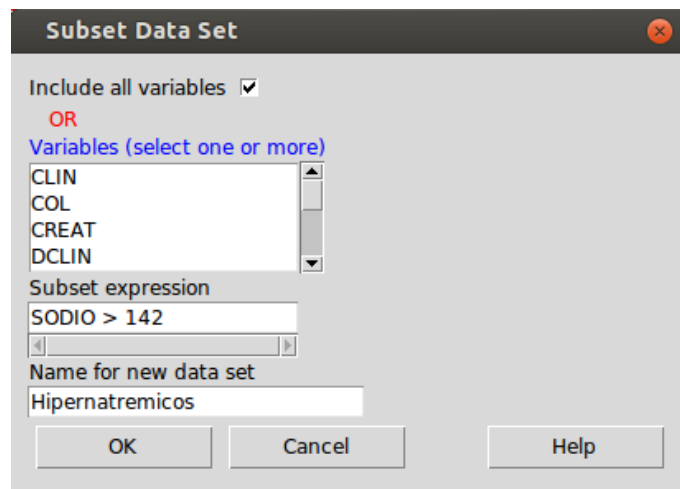 Subset Data Set
Include all variables
OR
Variables (select one or more)
CLIN
COL
CREAT
DCLIN
Subset expression
SODIO > 142
Name for new data set
Hipernatremicos
OK Cancel Help